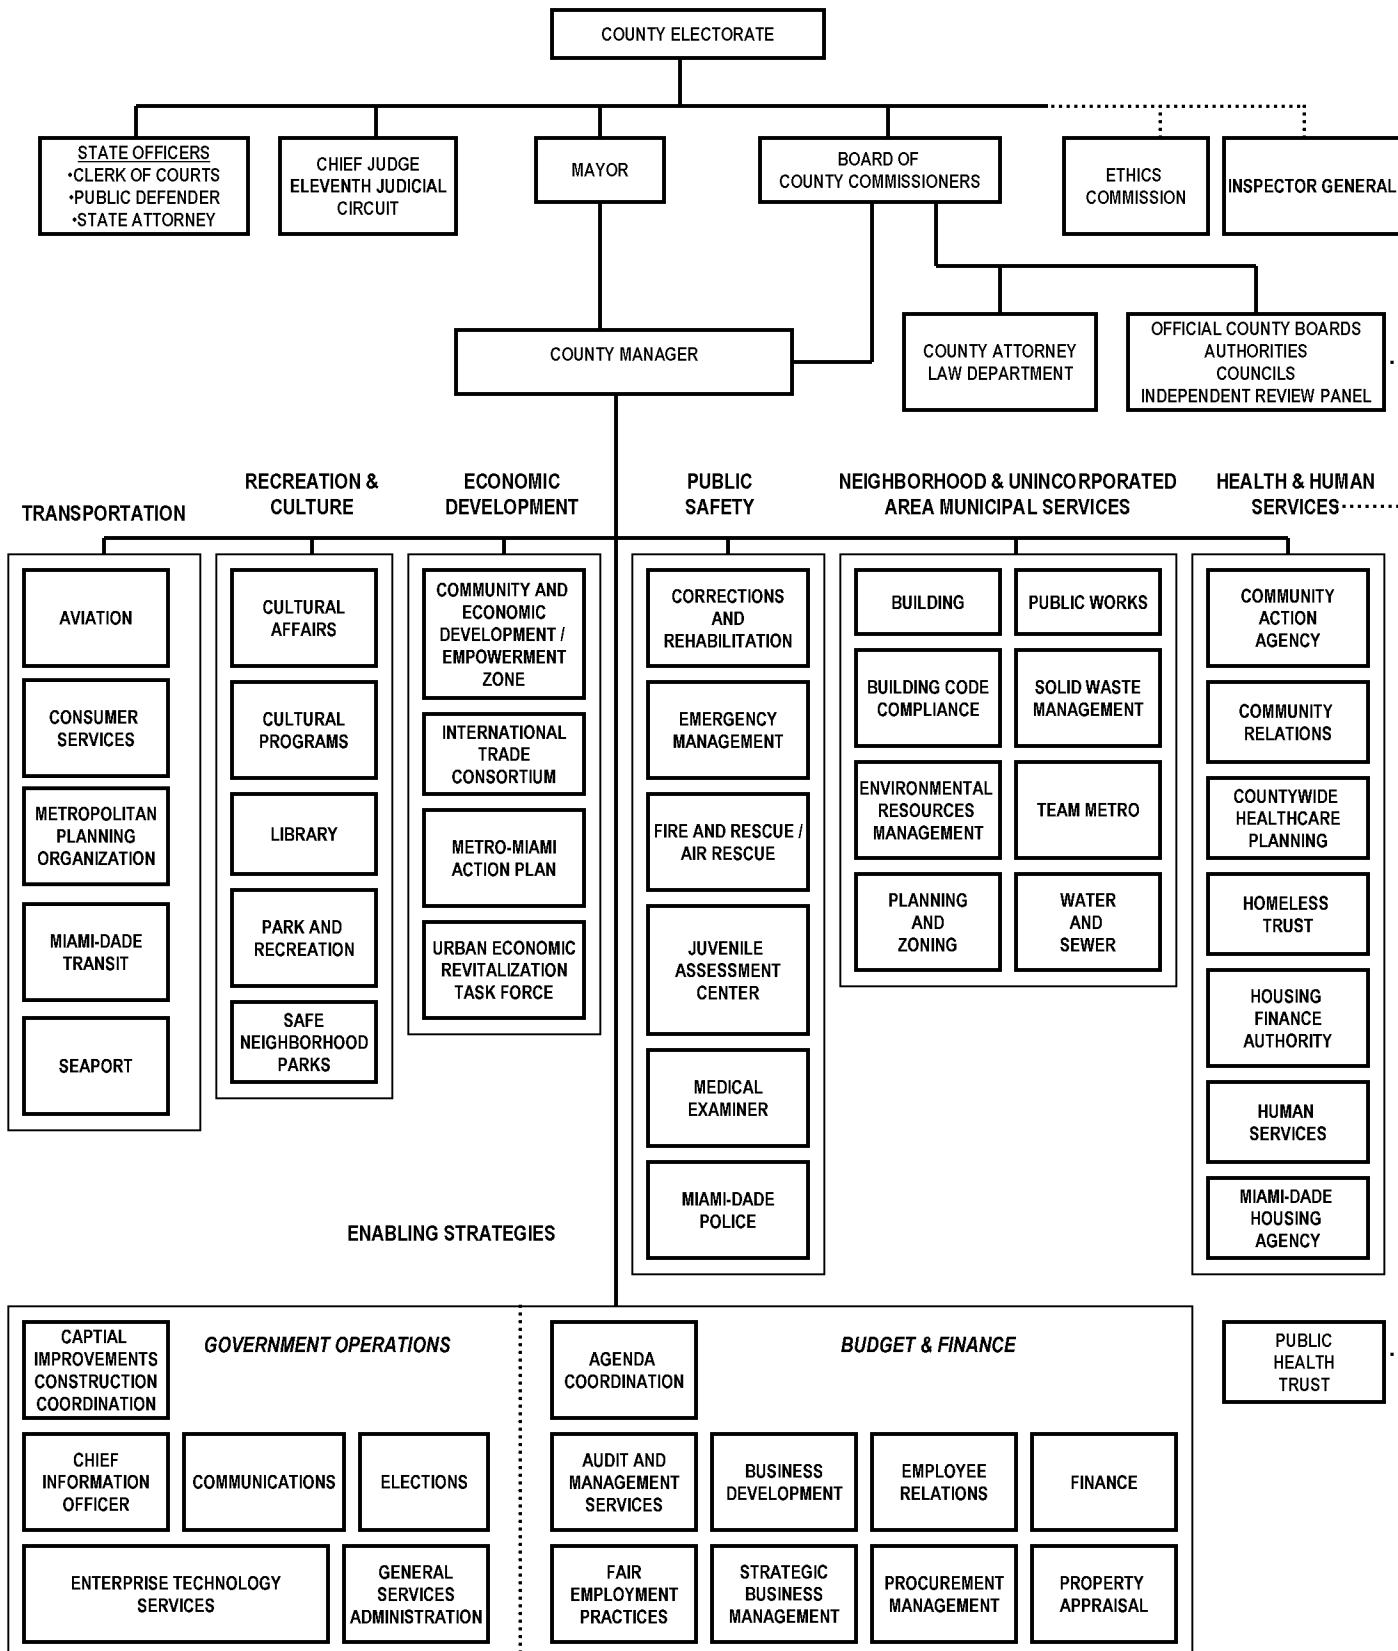 COUNTY ELECTORATE
STATE OFFICERS
•CLERK OF COURTS
•PUBLIC DEFENDER
•STATE ATTORNEY
CHIEF JUDGE
ELEVENTH JUDICIAL
CIRCUIT
MAYOR
BOARD OF
COUNTY COMMISSIONERS
ETHICS
COMMISSION
INSPECTOR GENERAL
COUNTY MANAGER
COUNTY ATTORNEY
LAW DEPARTMENT
OFFICIAL COUNTY BOARDS
AUTHORITIES
COUNCILS
INDEPENDENT REVIEW PANEL
TRANSPORTATION
AVIATION
CONSUMER
SERVICES
METROPOLITAN
PLANNING
ORGANIZATION
MIAMI-DADE
TRANSIT
SEAPORT
RECREATION &
CULTURE
CULTURAL
AFFAIRS
CULTURAL
PROGRAMS
LIBRARY
PARK AND
RECREATION
SAFE
NEIGHBORHOOD
PARKS
ECONOMIC
DEVELOPMENT
COMMUNITY AND
ECONOMIC
DEVELOPMENT /
EMPOWERMENT
ZONE
INTERNATIONAL
TRADE
CONSORTIUM
METRO-MIAMI
ACTION PLAN
URBAN ECONOMIC
REVITALIZATION
TASK FORCE
PUBLIC
SAFETY
CORRECTIONS
AND
REHABILITATION
EMERGENCY
MANAGEMENT
FIRE AND RESCUE /
AIR RESCUE
JUVENILE
ASSESSMENT
CENTER
MEDICAL
EXAMINER
MIAMI-DADE
POLICE
NEIGHBORHOOD & UNINCORPORATED
AREA MUNICIPAL SERVICES
BUILDING
PUBLIC WORKS
BUILDING CODE
COMPLIANCE
SOLID WASTE
MANAGEMENT
ENVIRONMENTAL
RESOURCES
MANAGEMENT
TEAM METRO
PLANNING
AND
ZONING
WATER
AND
SEWER
HEALTH & HUMAN
SERVICES
COMMUNITY
ACTION
AGENCY
COMMUNITY
RELATIONS
COUNTYWIDE
HEALTHCARE
PLANNING
HOMELESS
TRUST
HOUSING
FINANCE
AUTHORITY
HUMAN
SERVICES
MIAMI-DADE
HOUSING
AGENCY
ENABLING STRATEGIES
CAPTIAL
IMPROVEMENTS
CONSTRUCTION
COORDINATION
GOVERNMENT OPERATIONS
CHIEF
INFORMATION
OFFICER
COMMUNICATIONS
ELECTIONS
ENTERPRISE TECHNOLOGY
SERVICES
GENERAL
SERVICES
ADMINISTRATION
AGENDA
COORDINATION
BUDGET & FINANCE
AUDIT AND
MANAGEMENT
SERVICES
BUSINESS
DEVELOPMENT
EMPLOYEE
RELATIONS
FINANCE
FAIR
EMPLOYMENT
PRACTICES
STRATEGIC
BUSINESS
MANAGEMENT
PROCUREMENT
MANAGEMENT
PROPERTY
APPRAISAL
PUBLIC
HEALTH
TRUST